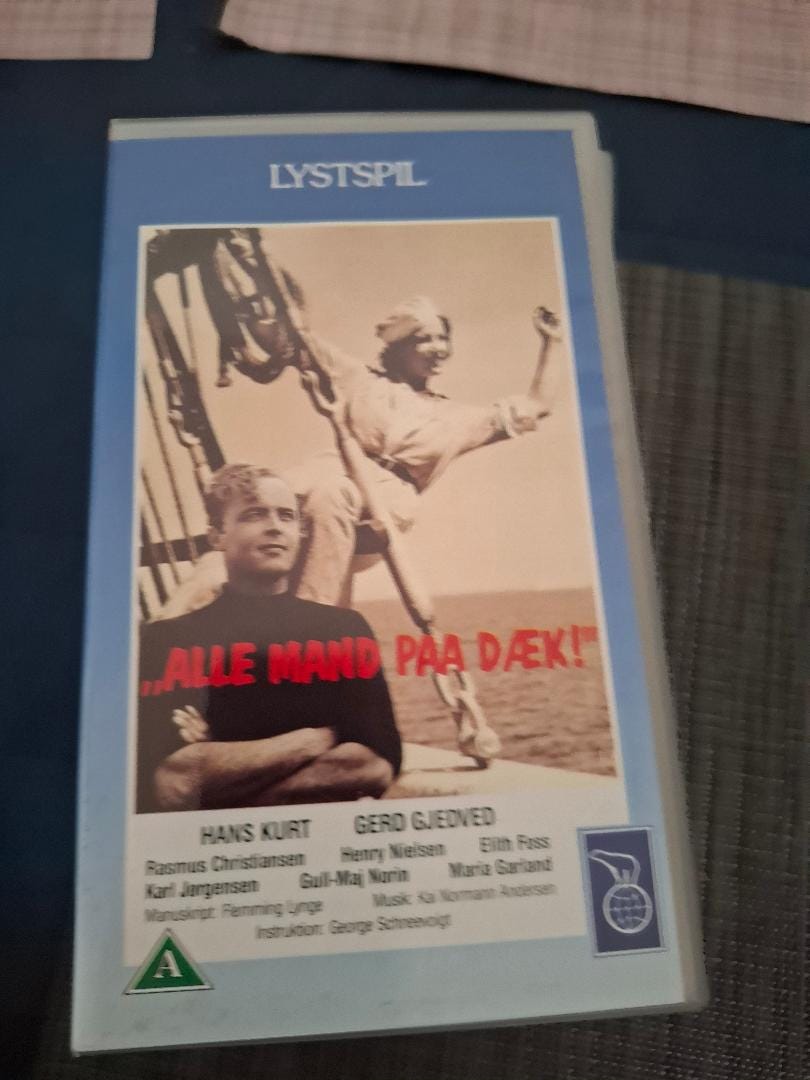 LYSTSPIL
„ALLE MAND PAA DÆK!"
HANS KURT GERD GJEDVED
Rasmus Christiansen Henry Nielsen Eilith Foss
Karl Jørgensen Gull-Maj Norin Maria Garland
Manuskript: Flemming Lynge Musik: Kai Normann Andersen
Instruktion: George Schneevoigt
A